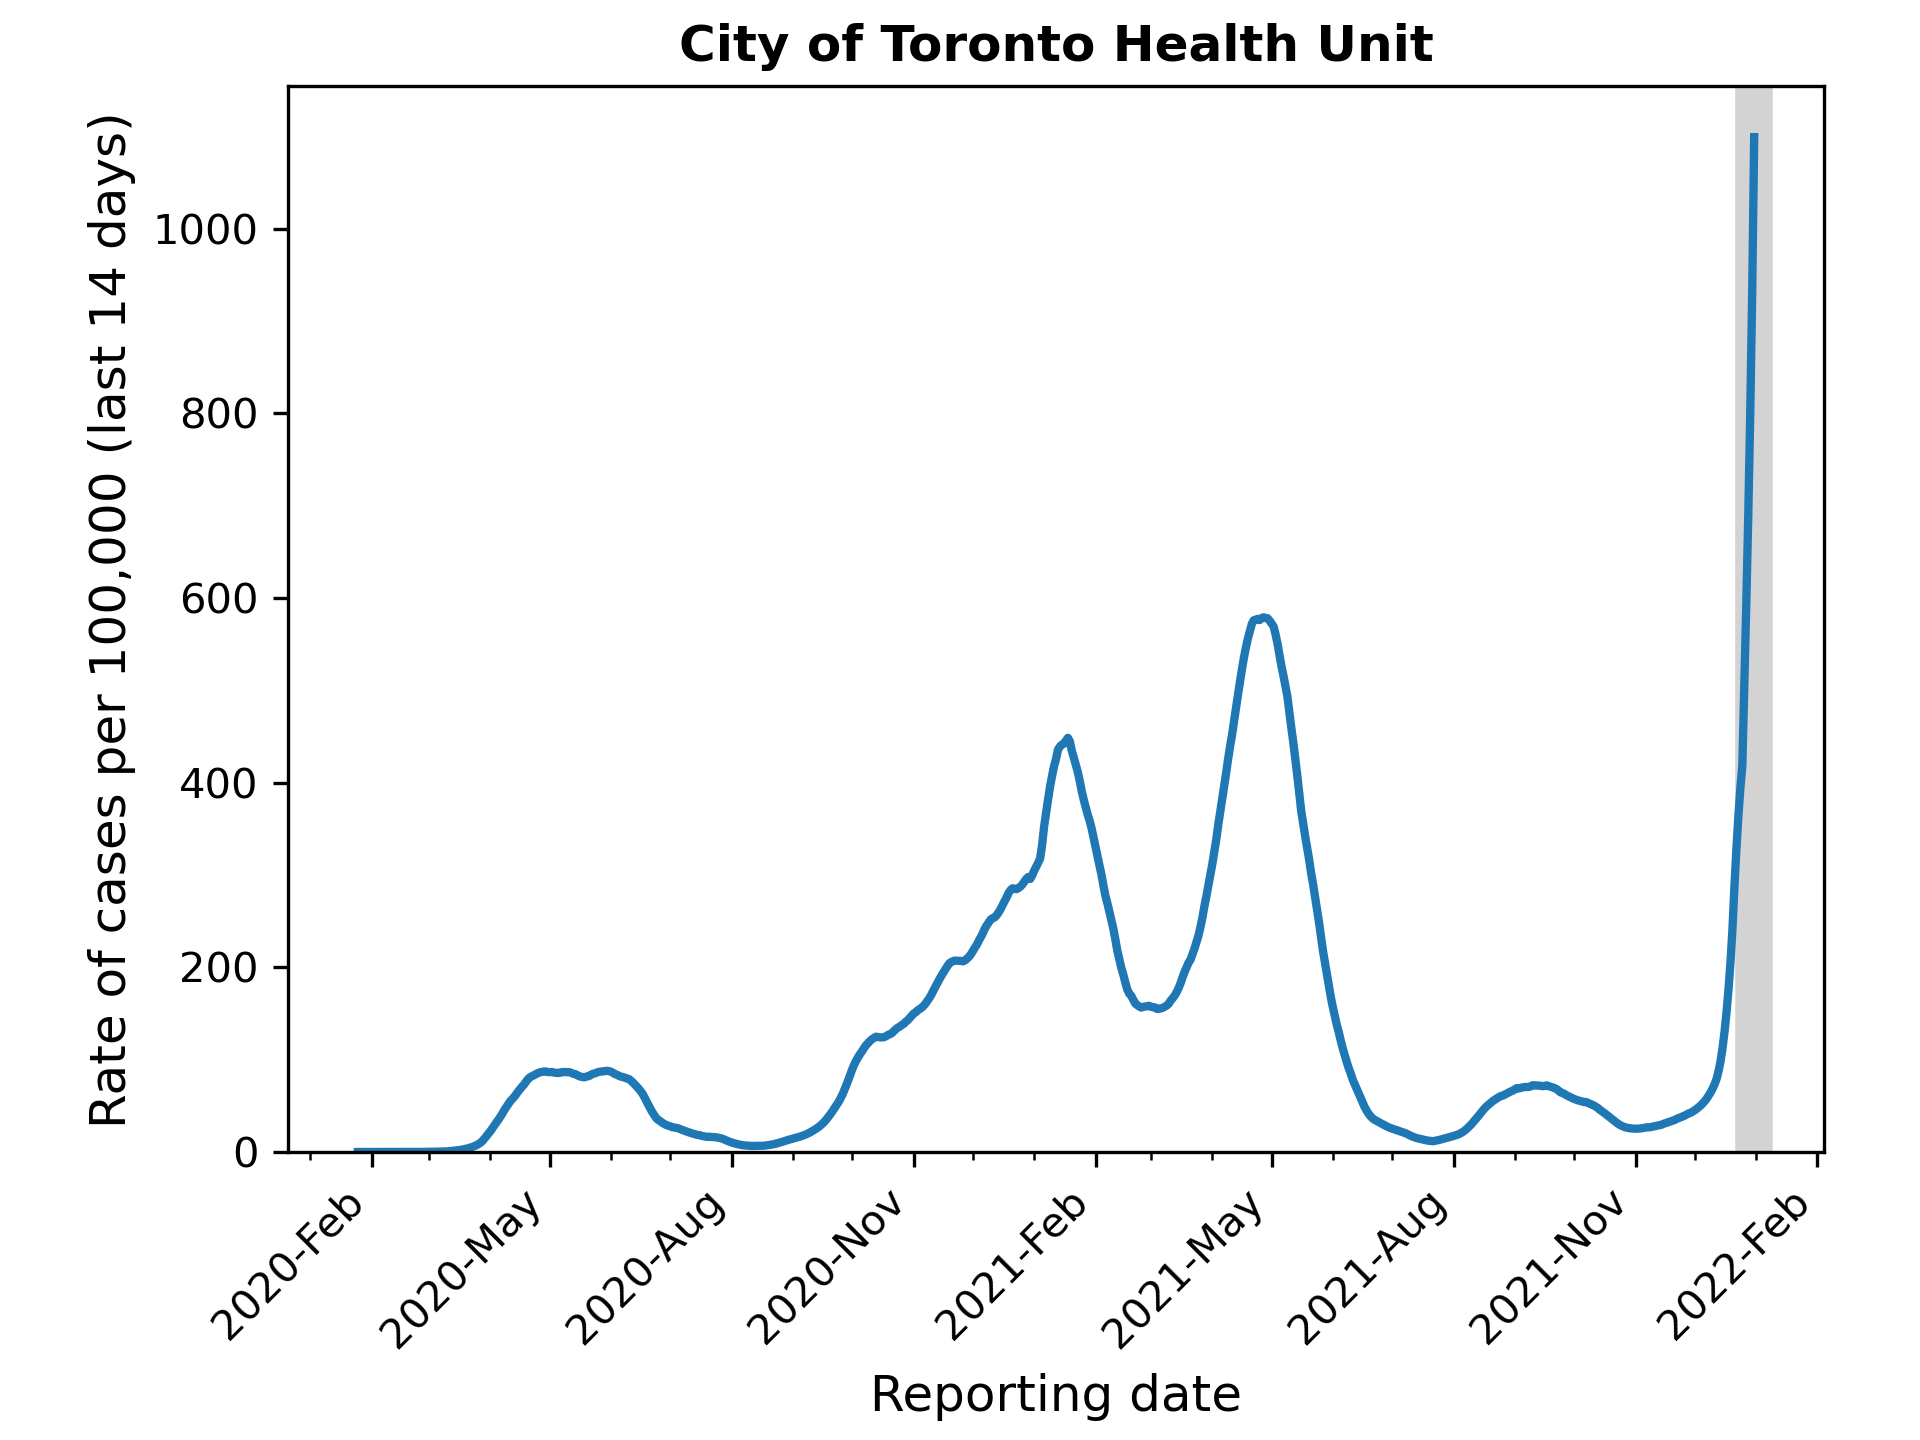 City of Toronto Health Unit
Rate of cases per 100,000 (last 14 days)
1000
800
600
400
200
0
2020-Feb
2020-May
2020-Aug
2020-Nov
2021-Feb
2021-May
2021-Aug
2021-Nov
2022-Feb
Reporting date